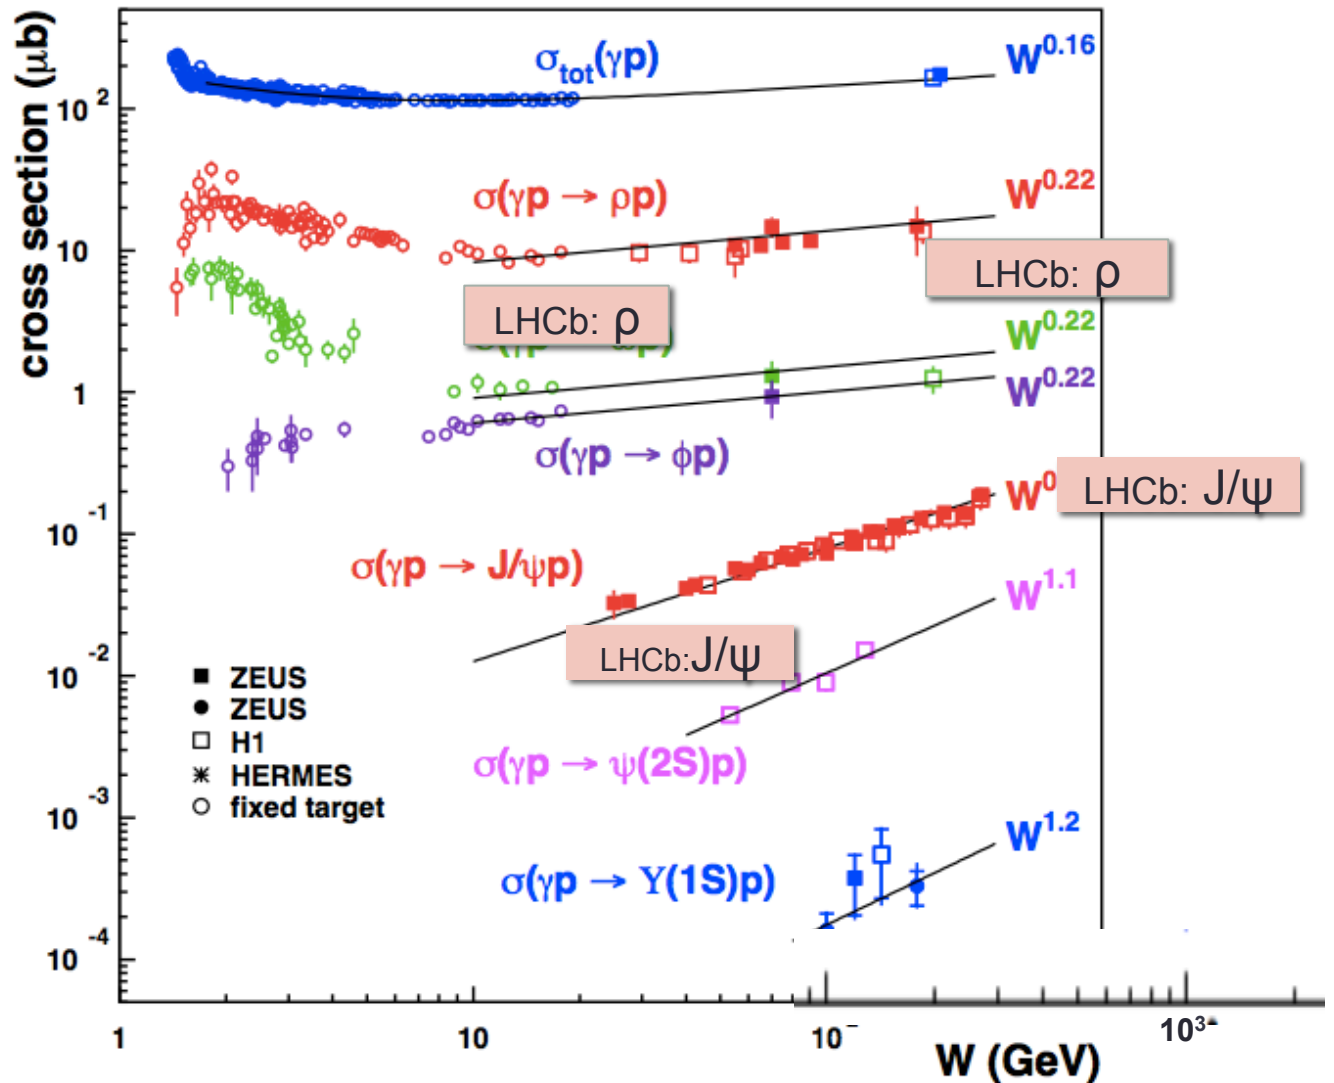 cross section (μb)
σtot(γp)
W0.16
10 2
σ(γp → ρp)
W0.22
LHCb: ρ
10
LHCb: ρ
W0.22
1
W0.22
σ(γp → ϕp)
LHCb: J/ψ
10 -1
σ(γp → J/ψp)
W1.1
LHCb:J/ψ
10 -2
ZEUS
ZEUS
H1
HERMES
fixed target
σ(γp → ψ(2S)p)
10 -3
W1.2
σ(γp → Υ(1S)p)
10 -4
1
10
10
10³
W (GeV)